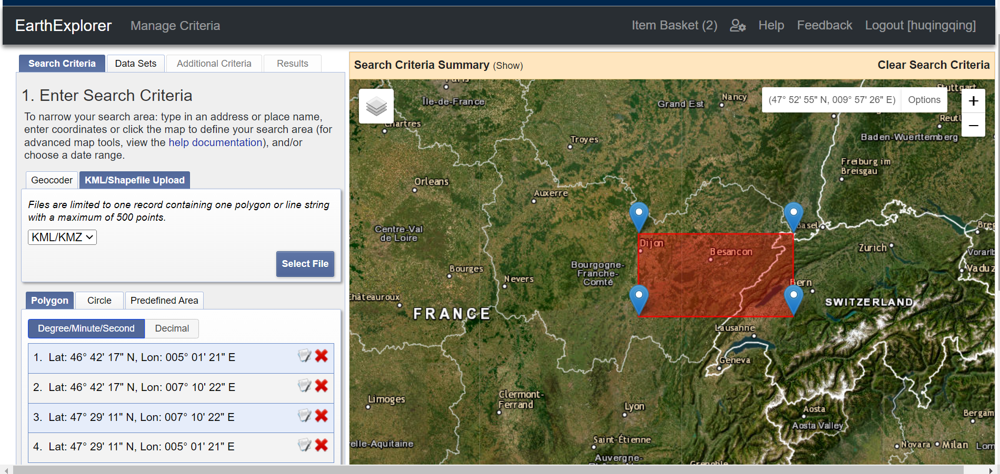 EarthExplorer
Manage Criteria
Item Basket (2)
Help
Feedback
Logout [huqingqing]
Search Criteria
Data Sets
Additional Criteria
Results
1. Enter Search Criteria
To narrow your search area: type in an address or place name,
enter coordinates or click the map to define your search area (for
advanced map tools, view the help documentation), and/or
choose a date range.
Geocoder
KML/Shapefile Upload
Files are limited to one record containing one polygon or line string
with a maximum of 500 points.
KML/KMZ
Select File
Polygon
Circle
Predefined Area
Degree/Minute/Second
Decimal
1. Lat: 46° 42' 17" N, Lon: 005° 01' 21" E
2. Lat: 46° 42' 17" N, Lon: 007° 10' 22" E
3. Lat: 47° 29' 11" N, Lon: 007° 10' 22" E
4. Lat: 47° 29' 11" N, Lon: 005° 01' 21" E
Search Criteria Summary (Show)
Clear Search Criteria
(47° 52' 55" N, 009° 57' 26" E)
Options
+
−
Paris
Île-de-France
Chartres
Grand Est
Nancy
Stuttgart
Reutl
Baden-Wuerttemberg
Troyes
Freiburg im
Breisgau
Orleans
Auxerre
Basel
Breg
Centre-Val
de Loire
Dijon
Besancon
Zurich
Vorarlb
Vaduz
Bourges
Nevers
Bourgogne-
Franche-
Comté
Bern
Châteauroux
FRANCE
SWITZERLAND
Lausanne
Geneva
Limoges
Clermont-
Ferrand
Lyon
Aosta
Aosta Valley
Bergam
Saint-Étienne
elle-Aquitaine
Novara
Milan
Lom
Auvergne-
Grenoble